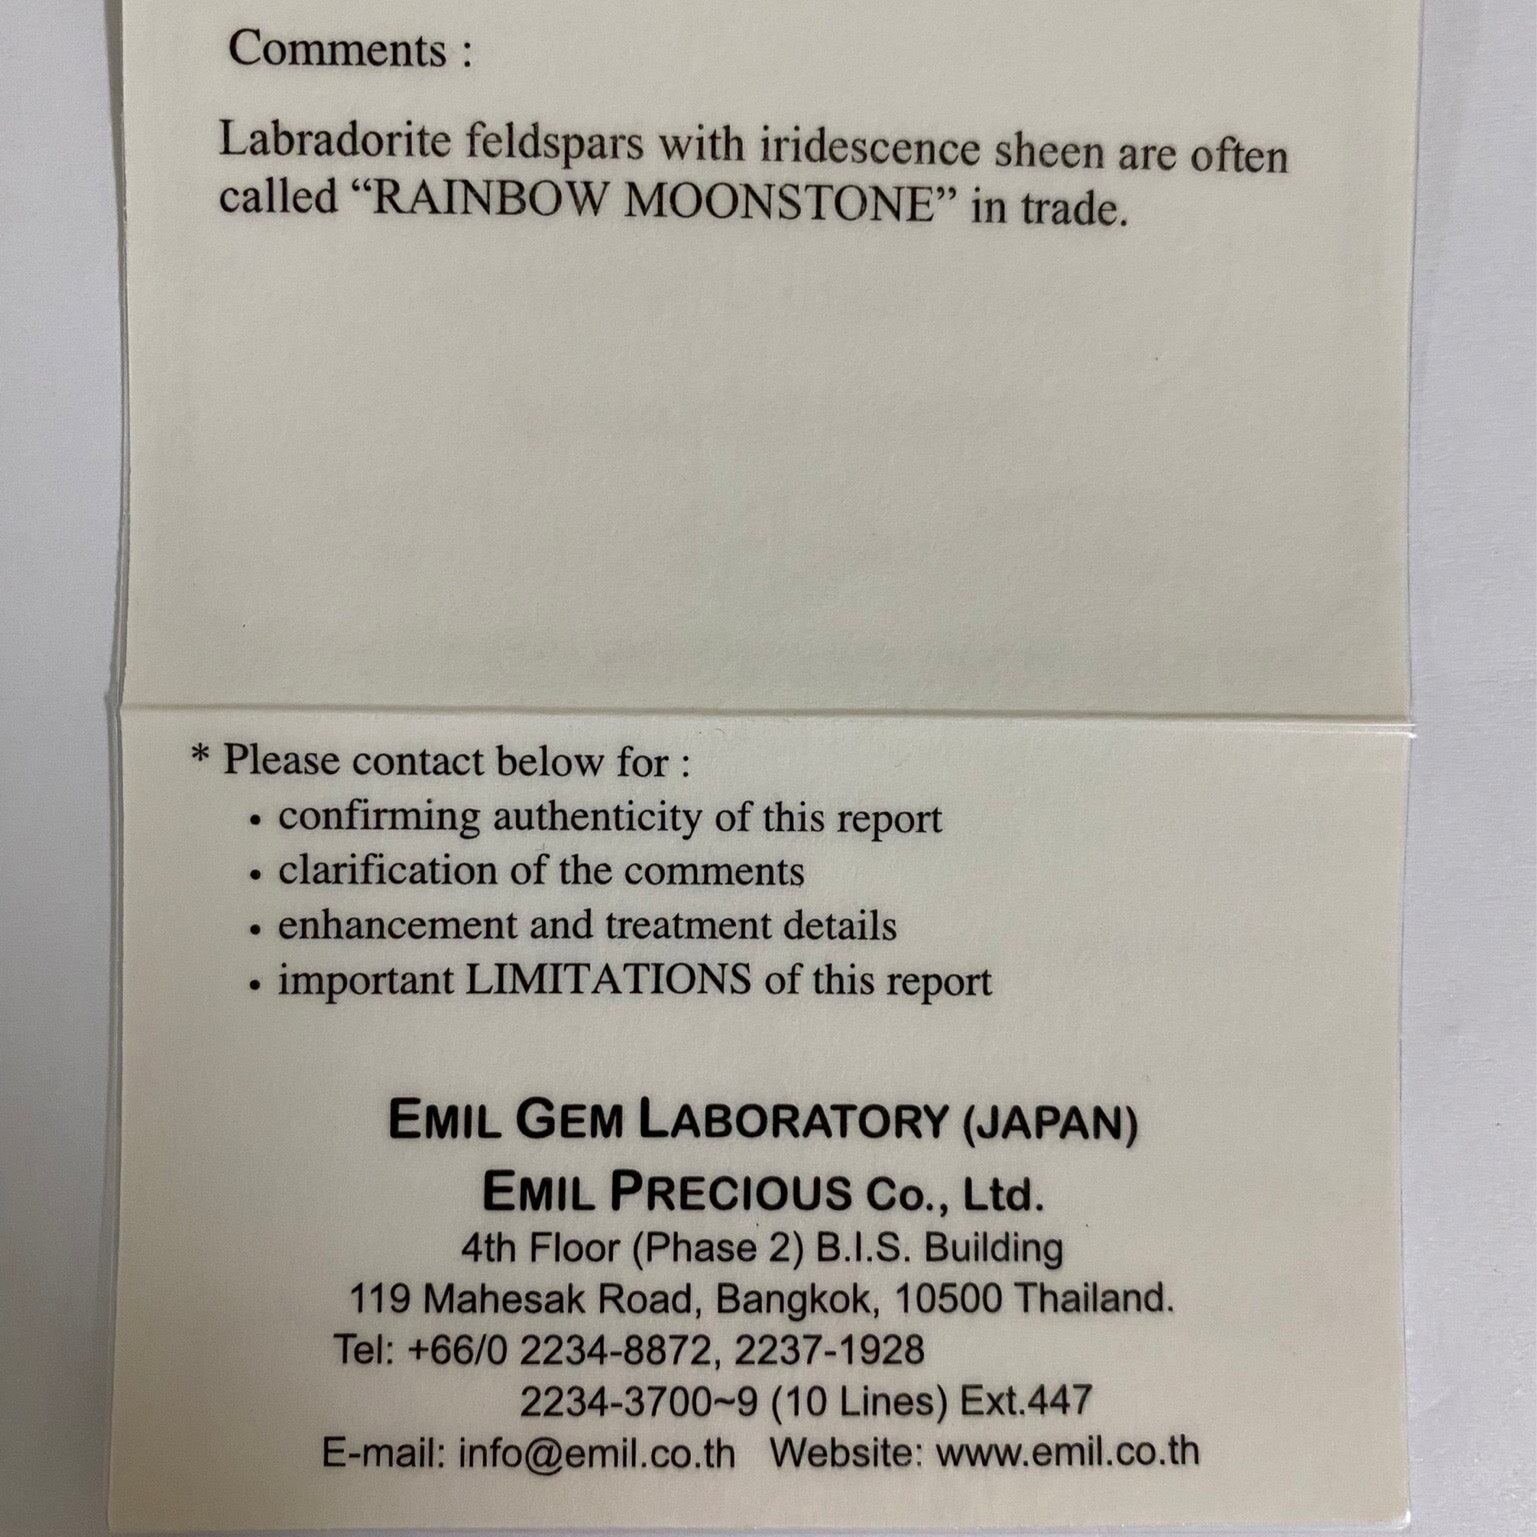 Comments :
Labradorite feldspars with iridescence sheen are often
called “RAINBOW MOONSTONE” in trade.
* Please contact below for :
• confirming authenticity of this report
• clarification of the comments
• enhancement and treatment details
• important LIMITATIONS of this report
EMIL GEM LABORATORY (JAPAN)
EMIL PRECIOUS Co., Ltd.
4th Floor (Phase 2) B.I.S. Building
119 Mahesak Road, Bangkok, 10500 Thailand.
Tel: +66/0 2234-8872, 2237-1928
2234-3700~9 (10 Lines) Ext.447
E-mail: info@emil.co.th Website: www.emil.co.th